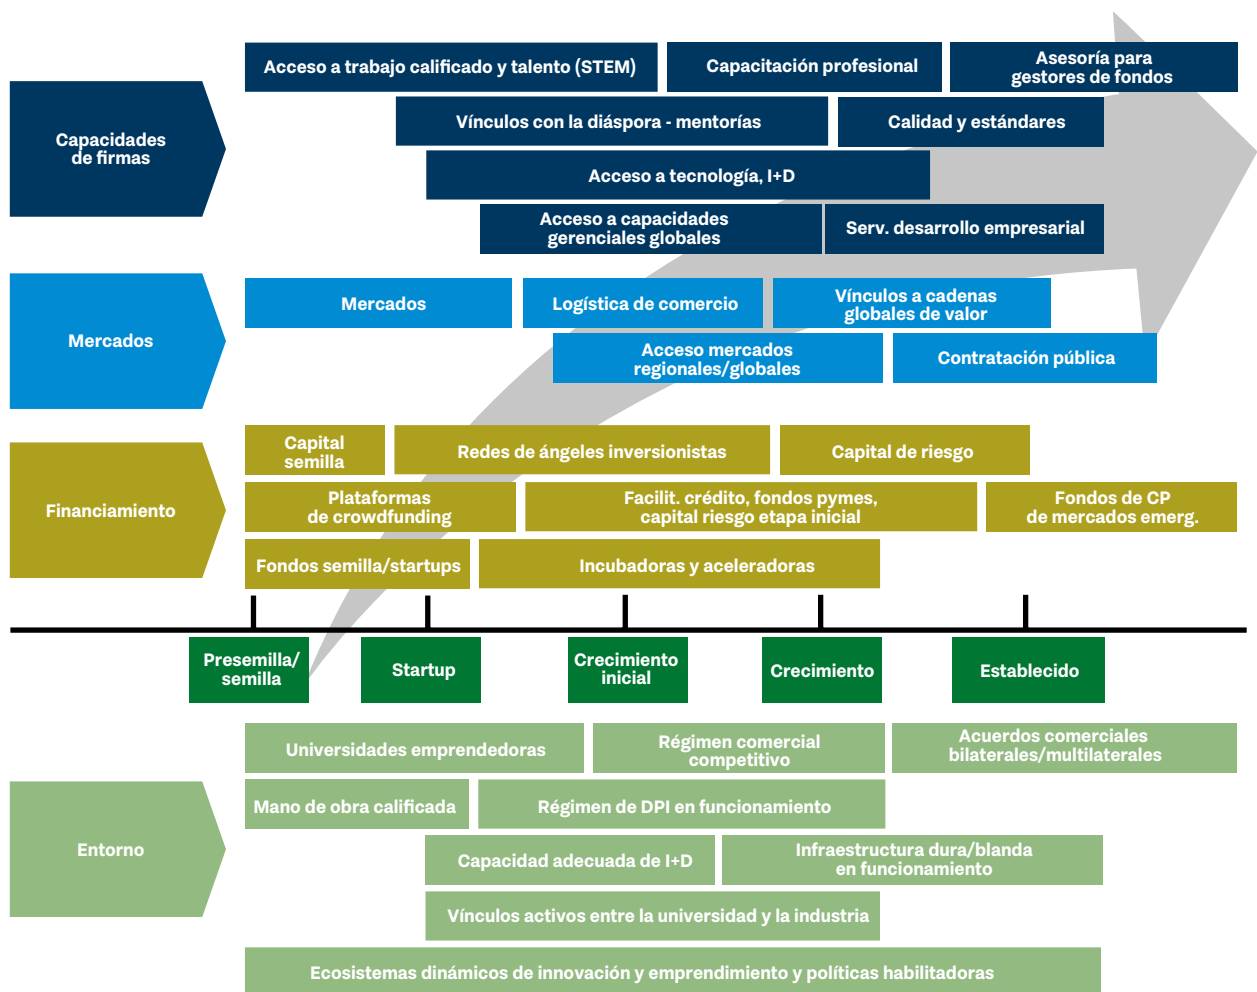 Capacidades
de firmas
Acceso a trabajo calificado y talento (STEM)
Capacitación profesional
Asesoría para
gestores de fondos
Vínculos con la diáspora - mentorías
Calidad y estándares
Acceso a tecnología, I+D
Acceso a capacidades
gerenciales globales
Serv. desarrollo empresarial
Mercados
Mercados
Logística de comercio
Vínculos a cadenas
globales de valor
Acceso mercados
regionales/globales
Contratación pública
Financiamiento
Capital
semilla
Redes de ángeles inversionistas
Capital de riesgo
Plataformas
de crowdfunding
Facilit. crédito, fondos pymes,
capital riesgo etapa inicial
Fondos de CP
de mercados emerg.
Fondos semilla/startups
Incubadoras y aceleradoras
Presemilla/
semilla
Startup
Crecimiento
inicial
Crecimiento
Establecido
Entorno
Universidades emprendedoras
Régimen comercial
competitivo
Acuerdos comerciales
bilaterales/multilaterales
Mano de obra calificada
Régimen de DPI en funcionamiento
Capacidad adecuada de I+D
Infraestructura dura/blanda
en funcionamiento
Vínculos activos entre la universidad y la industria
Ecosistemas dinámicos de innovación y emprendimiento y políticas habilitadoras